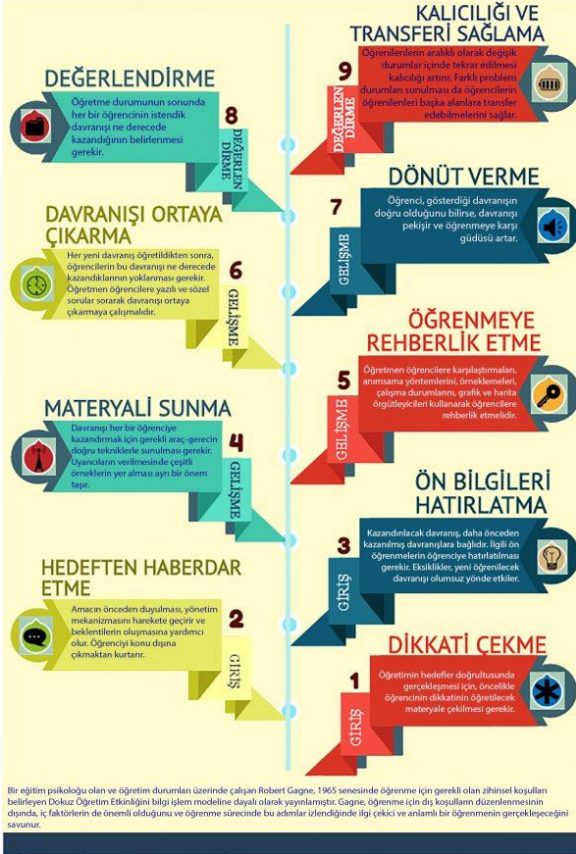 KALICILIĞI VE
TRANSFERİ SAĞLAMA
9
DEĞERLEN
DİRME
Öğrenilenlerin aralıklı olarak değişik
durumlar içinde tekrar edilmesi
kalıcılığı artırır. Farklı problem
durumları sunulması da öğrencilerin
öğrenilenleri başka alanlara transfer
edebilmelerini sağlar.
DEĞERLENDİRME
Öğretme durumunun sonunda
her bir öğrencinin istendik
davranışı ne derecede
kazandığının belirlenmesi
gerekir.
8
DEĞERLEN
DİRME
DÖNÜT VERME
7
GELİŞME
Öğrenci, gösterdiği davranışın
doğru olduğunu bilirse, davranışı
pekişir ve öğrenmeye karşı
güdüsü artar.
DAVRANIŞI ORTAYA
ÇIKARMA
Her yeni davranış öğretildikten sonra,
öğrencilerin bu davranışı ne derecede
kazandıklarının yoklanması gerekir.
Öğretmen öğrencilere yazılı ve sözel
sorular sorarak davranışı ortaya
çıkarmaya çalışmalıdır.
6
GELİŞME
ÖĞRENMEYE
REHBERLİK ETME
5
GELİŞME
Öğretmen öğrencilere karşılaştırmaları,
anımsama yöntemlerini, örneklemeleri,
çalışma durumlarını, grafik ve harita
örgütleyicileri kullanarak öğrencilere
rehberlik etmelidir.
MATERYALİ SUNMA
Davranışı her bir öğrenciye
kazandırmak için gerekli araç-gerecin
doğru tekniklerle sunulması gerekir.
Uyarıcıların verilmesinde çeşitli
örneklerin yer alması ayrı bir önem
taşır.
4
GELİŞME
ÖN BİLGİLERİ
HATIRLATMA
3
GİRİŞ
Kazandırılacak davranış, daha önceden
kazanılmış davranışlara bağlıdır. İlgili ön
öğrenmelerin öğrenciye hatırlatılması
gerekir. Eksiklikler, yeni öğrenilecek
davranışı olumsuz yönde etkiler.
HEDEFTEN HABERDAR
ETME
Amacın önceden duyulması, yönetim
mekanizmasını harekete geçirir ve
beklentilerin oluşmasına yardımcı
olur. Öğrenciyi konu dışına
çıkmaktan kurtarır.
2
GİRİŞ
DİKKATİ ÇEKME
1
GİRİŞ
Öğretimin hedefler doğrultusunda
gerçekleşmesi için, öncelikle
öğrencinin dikkatinin öğretilecek
materyale çekilmesi gerekir.
Bir eğitim psikoloğu olan ve öğretim durumları üzerinde çalışan Robert Gagne, 1965 senesinde öğrenme için gerekli olan zihinsel koşulları
belirleyen Dokuz Öğretim Etkinliğini bilgi işlem modeline dayalı olarak yayınlamıştır. Gagne, öğrenme için dış koşulların düzenlenmesinin
dışında, iç faktörlerin de önemli olduğunu ve öğrenme sürecinde bu adımlar izlendiğinde ilgi çekici ve anlamlı bir öğrenmenin gerçekleşeceğini
savunur.